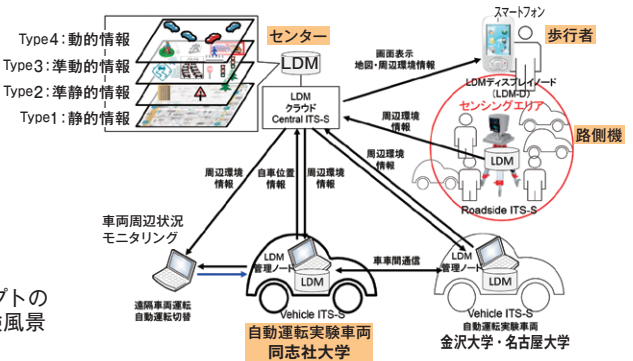 Type4：動的情報
Type3：準動的情報
Type2：準静的情報
Type1：静的情報
センター
LDM
LDM
クラウド
Central ITS-S
画面表示
地図・周辺環境情報
スマートフォン
歩行者
LDMディスプレイノード
(LDM-D)
センシングエリア
路側機
LDM
Roadside ITS-S
周辺環境
情報
周辺環境
情報
周辺環境
情報
自車位置
情報
周辺環境
情報
車両周辺状況
モニタリング
遠隔車両運転
自動運転切替
LDM
管理ノード
LDM
Vehicle ITS-S
自動運転実験車両
同志社大学
車車間通信
LDM
管理ノード
LDM
Vehicle ITS-S
自動運転実験車両
金沢大学・名古屋大学
プトの
風景